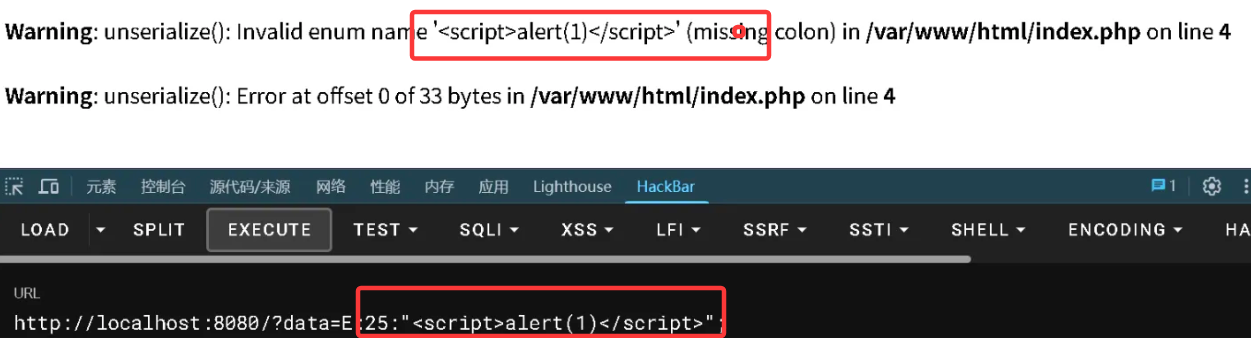 Warning: unserialize(): Invalid enum name '<script>alert(1)</script>' (missing colon) in /var/www/html/index.php on line 4
Warning: unserialize(): Error at offset 0 of 33 bytes in /var/www/html/index.php on line 4
元素 控制台 源代码/来源 网络 性能 内存 应用 Lighthouse HackBar 1
LOAD SPLIT EXECUTE TEST SQLI XSS LFI SSRF SSTI SHELL ENCODING HA
URL
http://localhost:8080/?data=E:25:"<script>alert(1)</script>";